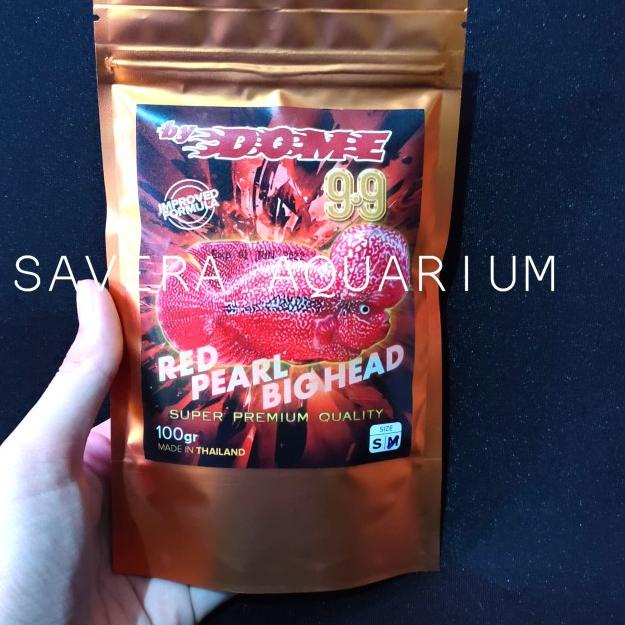 by DOME
9.9
IMPROVED
FORMULA
SAVERA AQUARIUM
RED
PEARL
BIGHEAD
SUPER PREMIUM QUALITY
100gr
MADE IN THAILAND
SIZE
S M